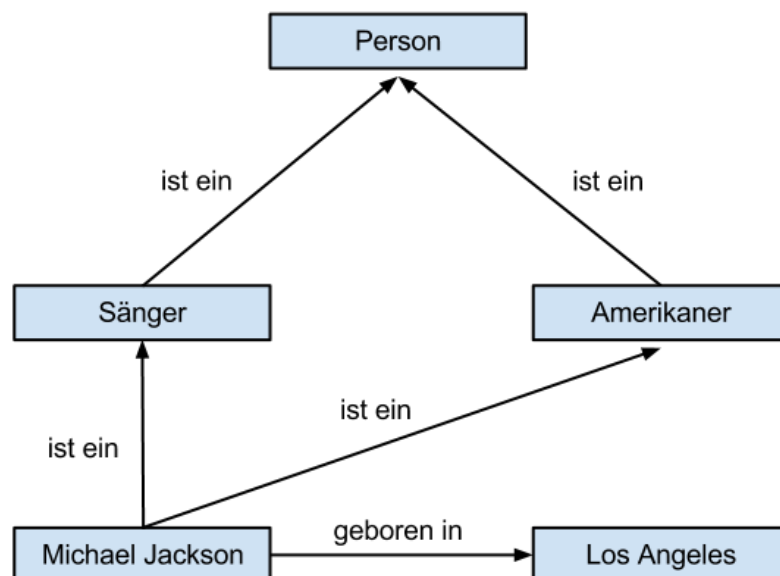 Person
ist ein
ist ein
Sänger
Amerikaner
ist ein
ist ein
geboren in
Michael Jackson
Los Angeles